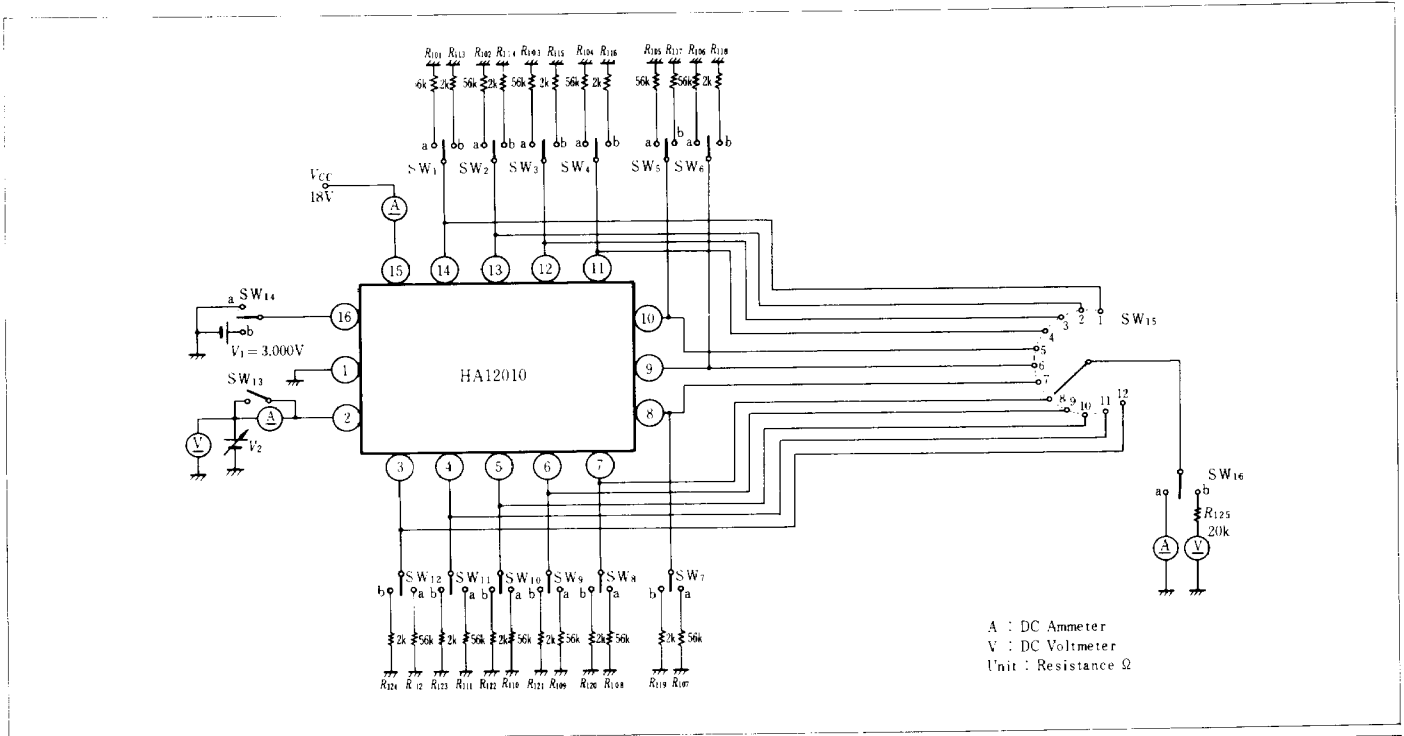 R101 R113 R102 R114 R103 R115 R104 R116 R105 R117 R106 R118
6k 2k 56k 2k 56k 2k 56k 2k 56k 56k 2k
a b a b a b a b a b a b
SW1 SW2 SW3 SW4 SW5 SW6
VCC
18V
A
15 14 13 12 11
a SW14
b
V1=3.000V
16
1
2
SW13
A
V
V2
HA12010
10
9
8
1 2 3 4 5 6 7 8 9 10 11 12
SW15
3 4 5 6 7
SW16
a b
R125
20k
A V
SW12 SW11 SW10 SW9 SW8 SW7
b a b a b a b a b a b a
2k 56k 2k 56k 2k 56k 2k 56k 2k 56k 2k 56k
R124 R112 R123 R111 R122 R110 R121 R109 R120 R108 R119 R107
A : DC Ammeter
V : DC Voltmeter
Unit : Resistance Ω